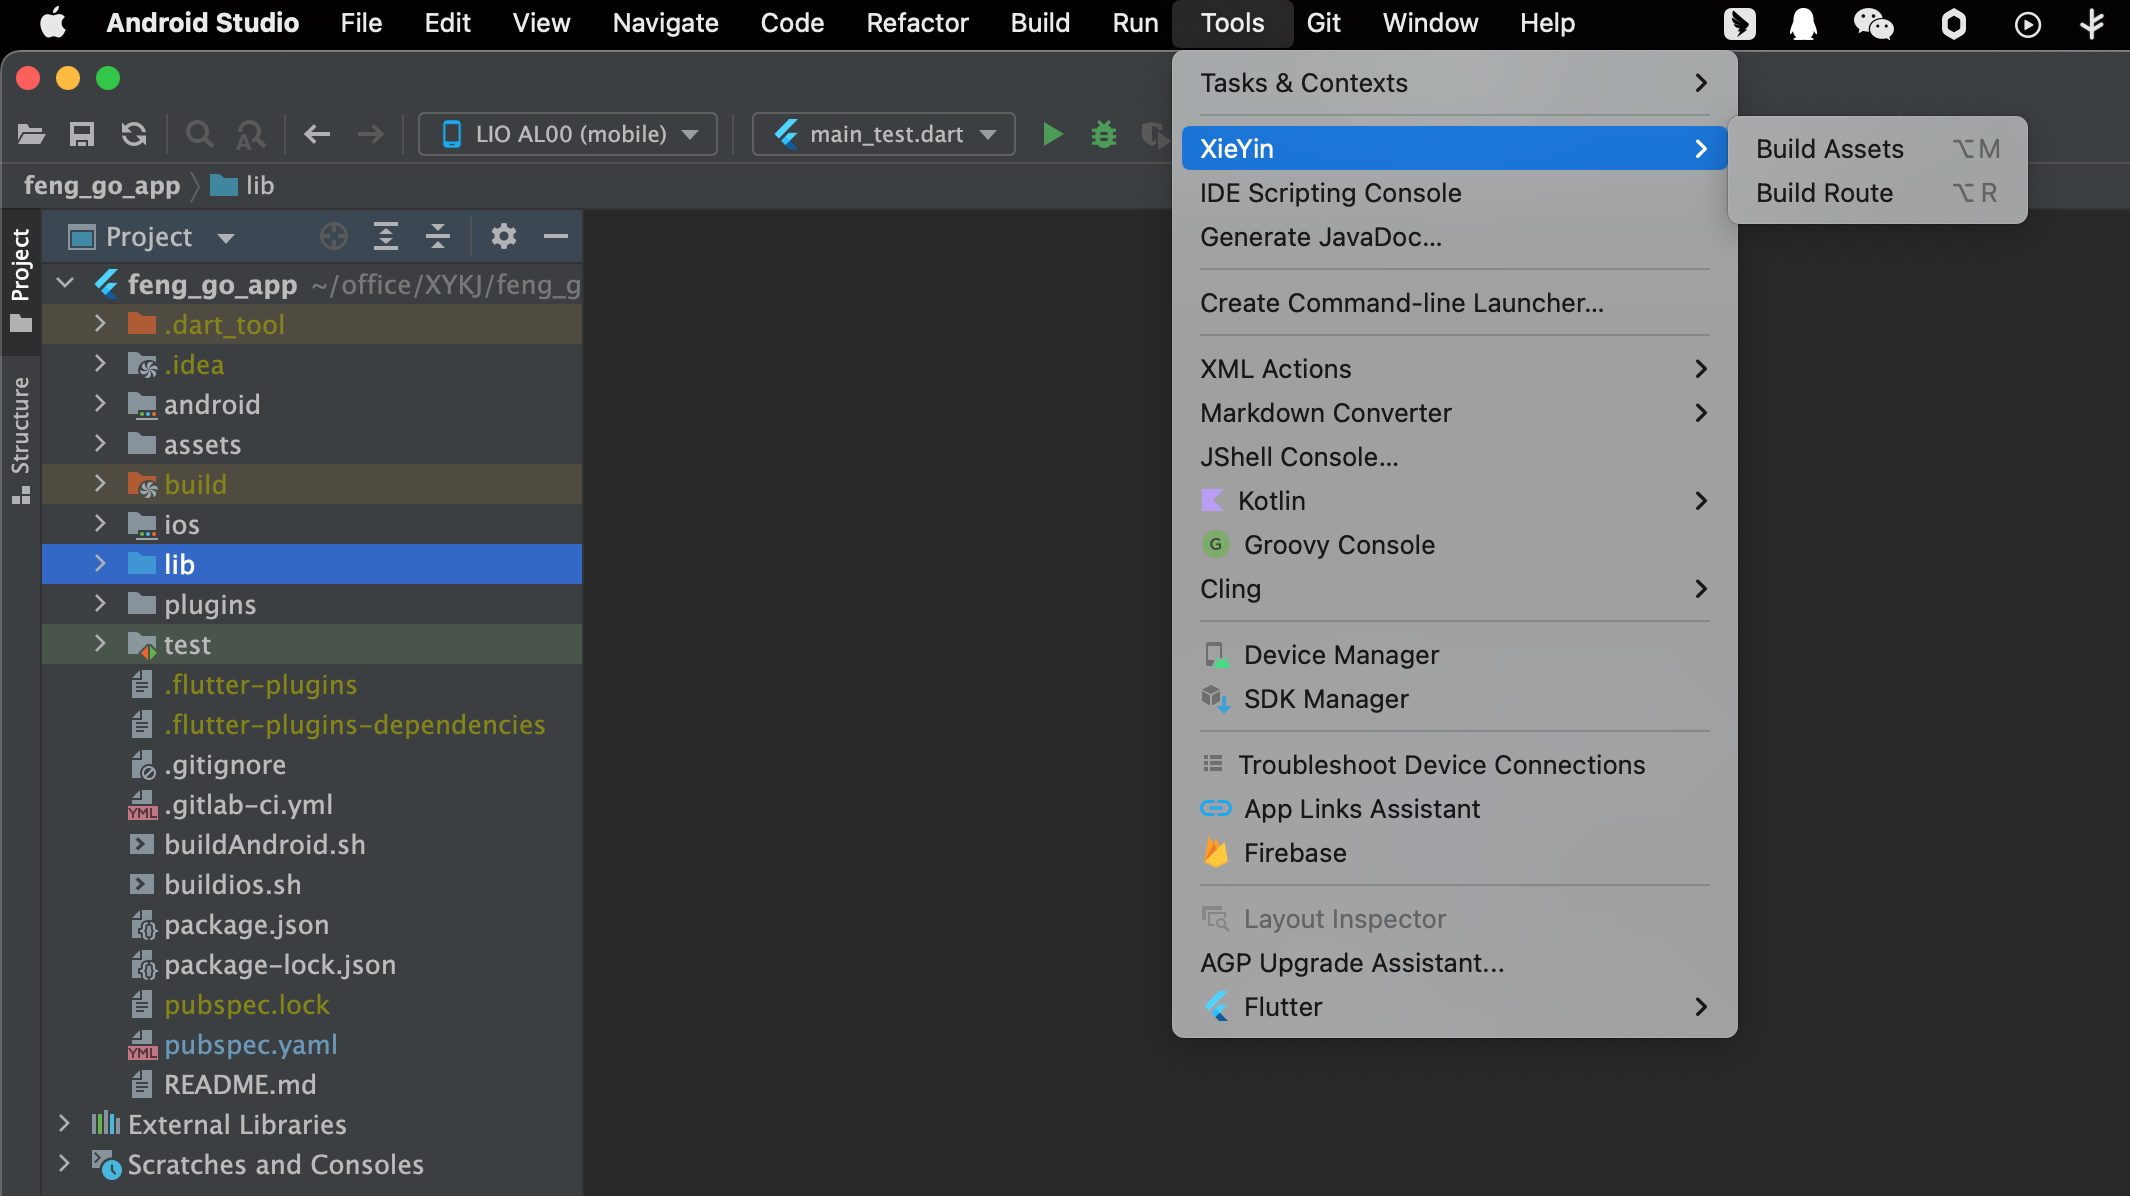 Android Studio File Edit View Navigate Code Refactor Build Run Tools Git Window Help
LIO AL00 (mobile) main_test.dart
feng_go_app lib
Project
Structure
Project
feng_go_app ~/office/XYKJ/feng_g
.dart_tool
.idea
android
assets
build
ios
lib
plugins
test
.flutter-plugins
.flutter-plugins-dependencies
.gitignore
YML .gitlab-ci.yml
buildAndroid.sh
buildios.sh
package.json
package-lock.json
pubspec.lock
YML pubspec.yaml
README.md
External Libraries
Scratches and Consoles
Tasks & Contexts
XieYin
IDE Scripting Console
Generate JavaDoc...
Create Command-line Launcher...
XML Actions
Markdown Converter
JShell Console...
Kotlin
G Groovy Console
Cling
Device Manager
SDK Manager
Troubleshoot Device Connections
App Links Assistant
Firebase
Layout Inspector
AGP Upgrade Assistant...
Flutter
Build Assets ⌥M
Build Route ⌥R